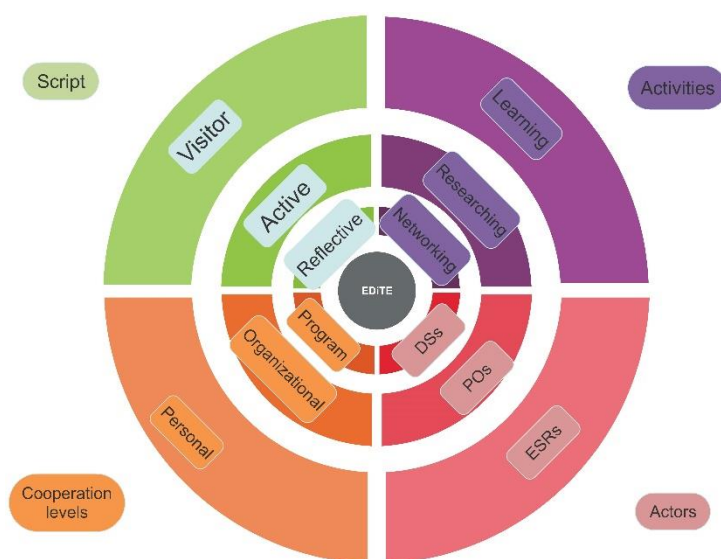 Script
Activities
Visitor
Learning
Active
Researching
Reflective
Networking
EDiTE
Program
DSs
Organizational
POs
Personal
ESRs
Cooperation
levels
Actors